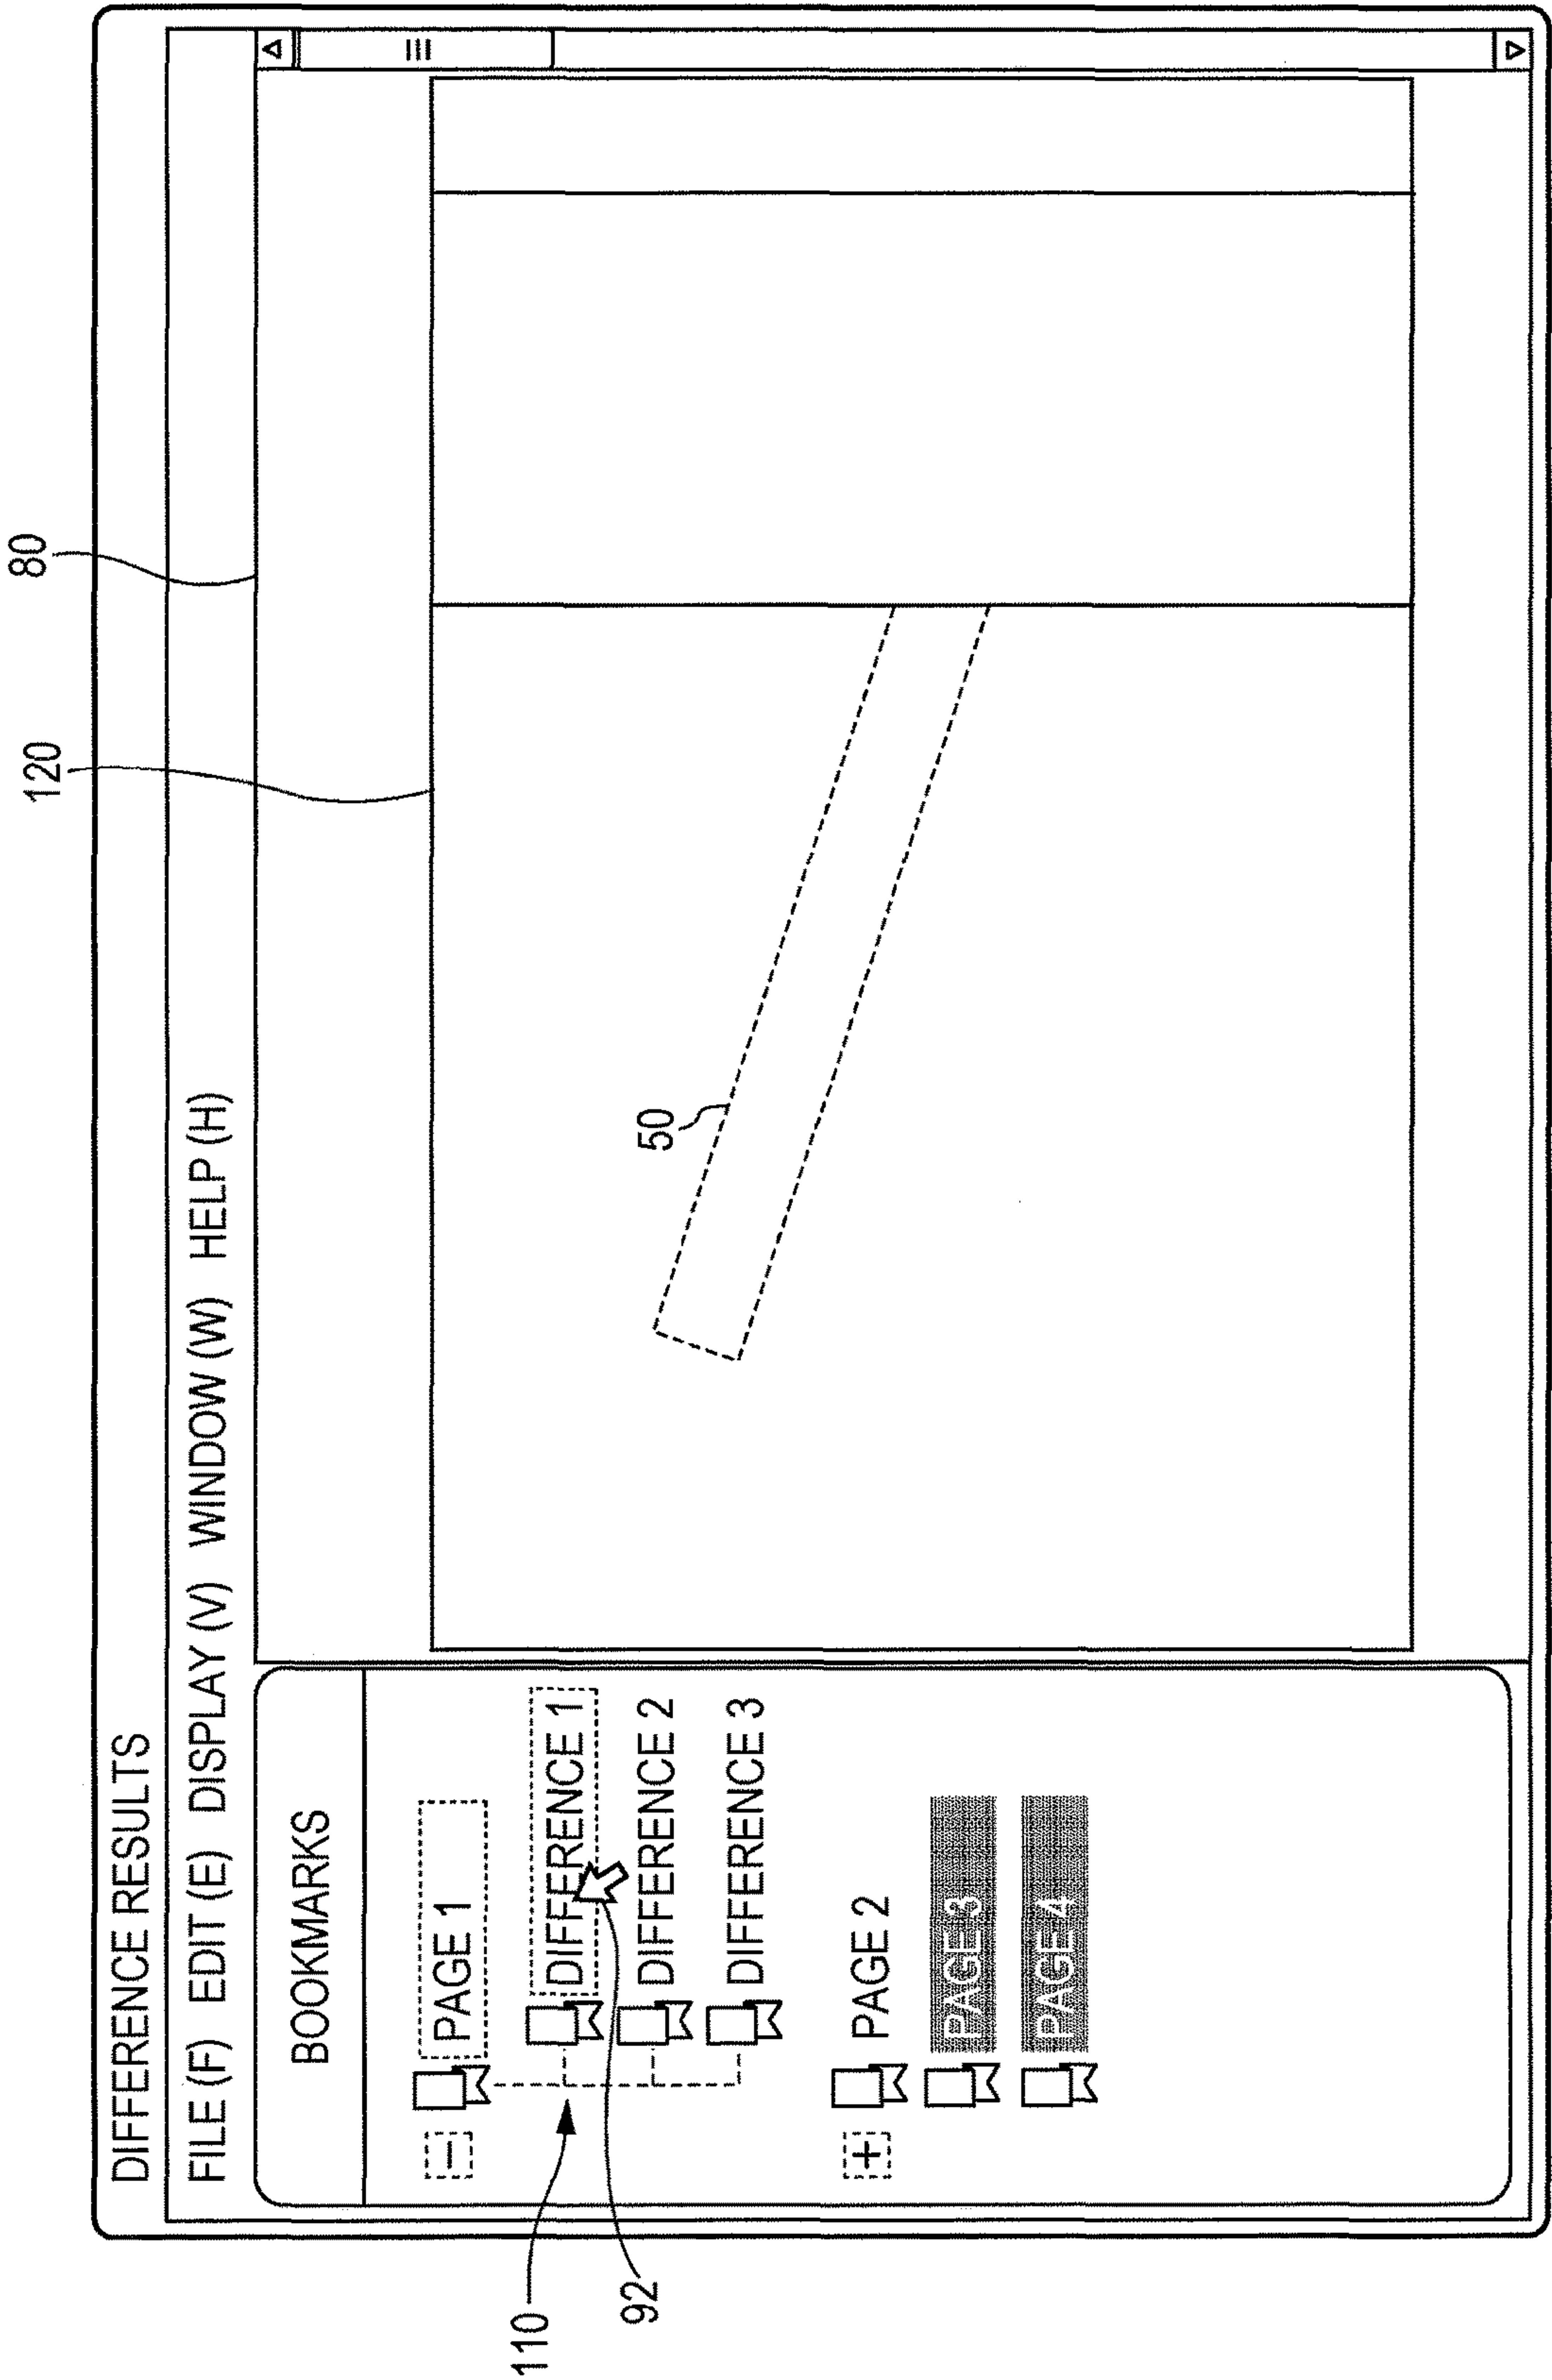 DIFFERENCE RESULTS
FILE (F) EDIT (E) DISPLAY (V) WINDOW (W) HELP (H)
BOOKMARKS
PAGE 1
DIFFERENCE 1
DIFFERENCE 2
DIFFERENCE 3
PAGE 2
PAGE 3
PAGE 4
110
92
50
120
80